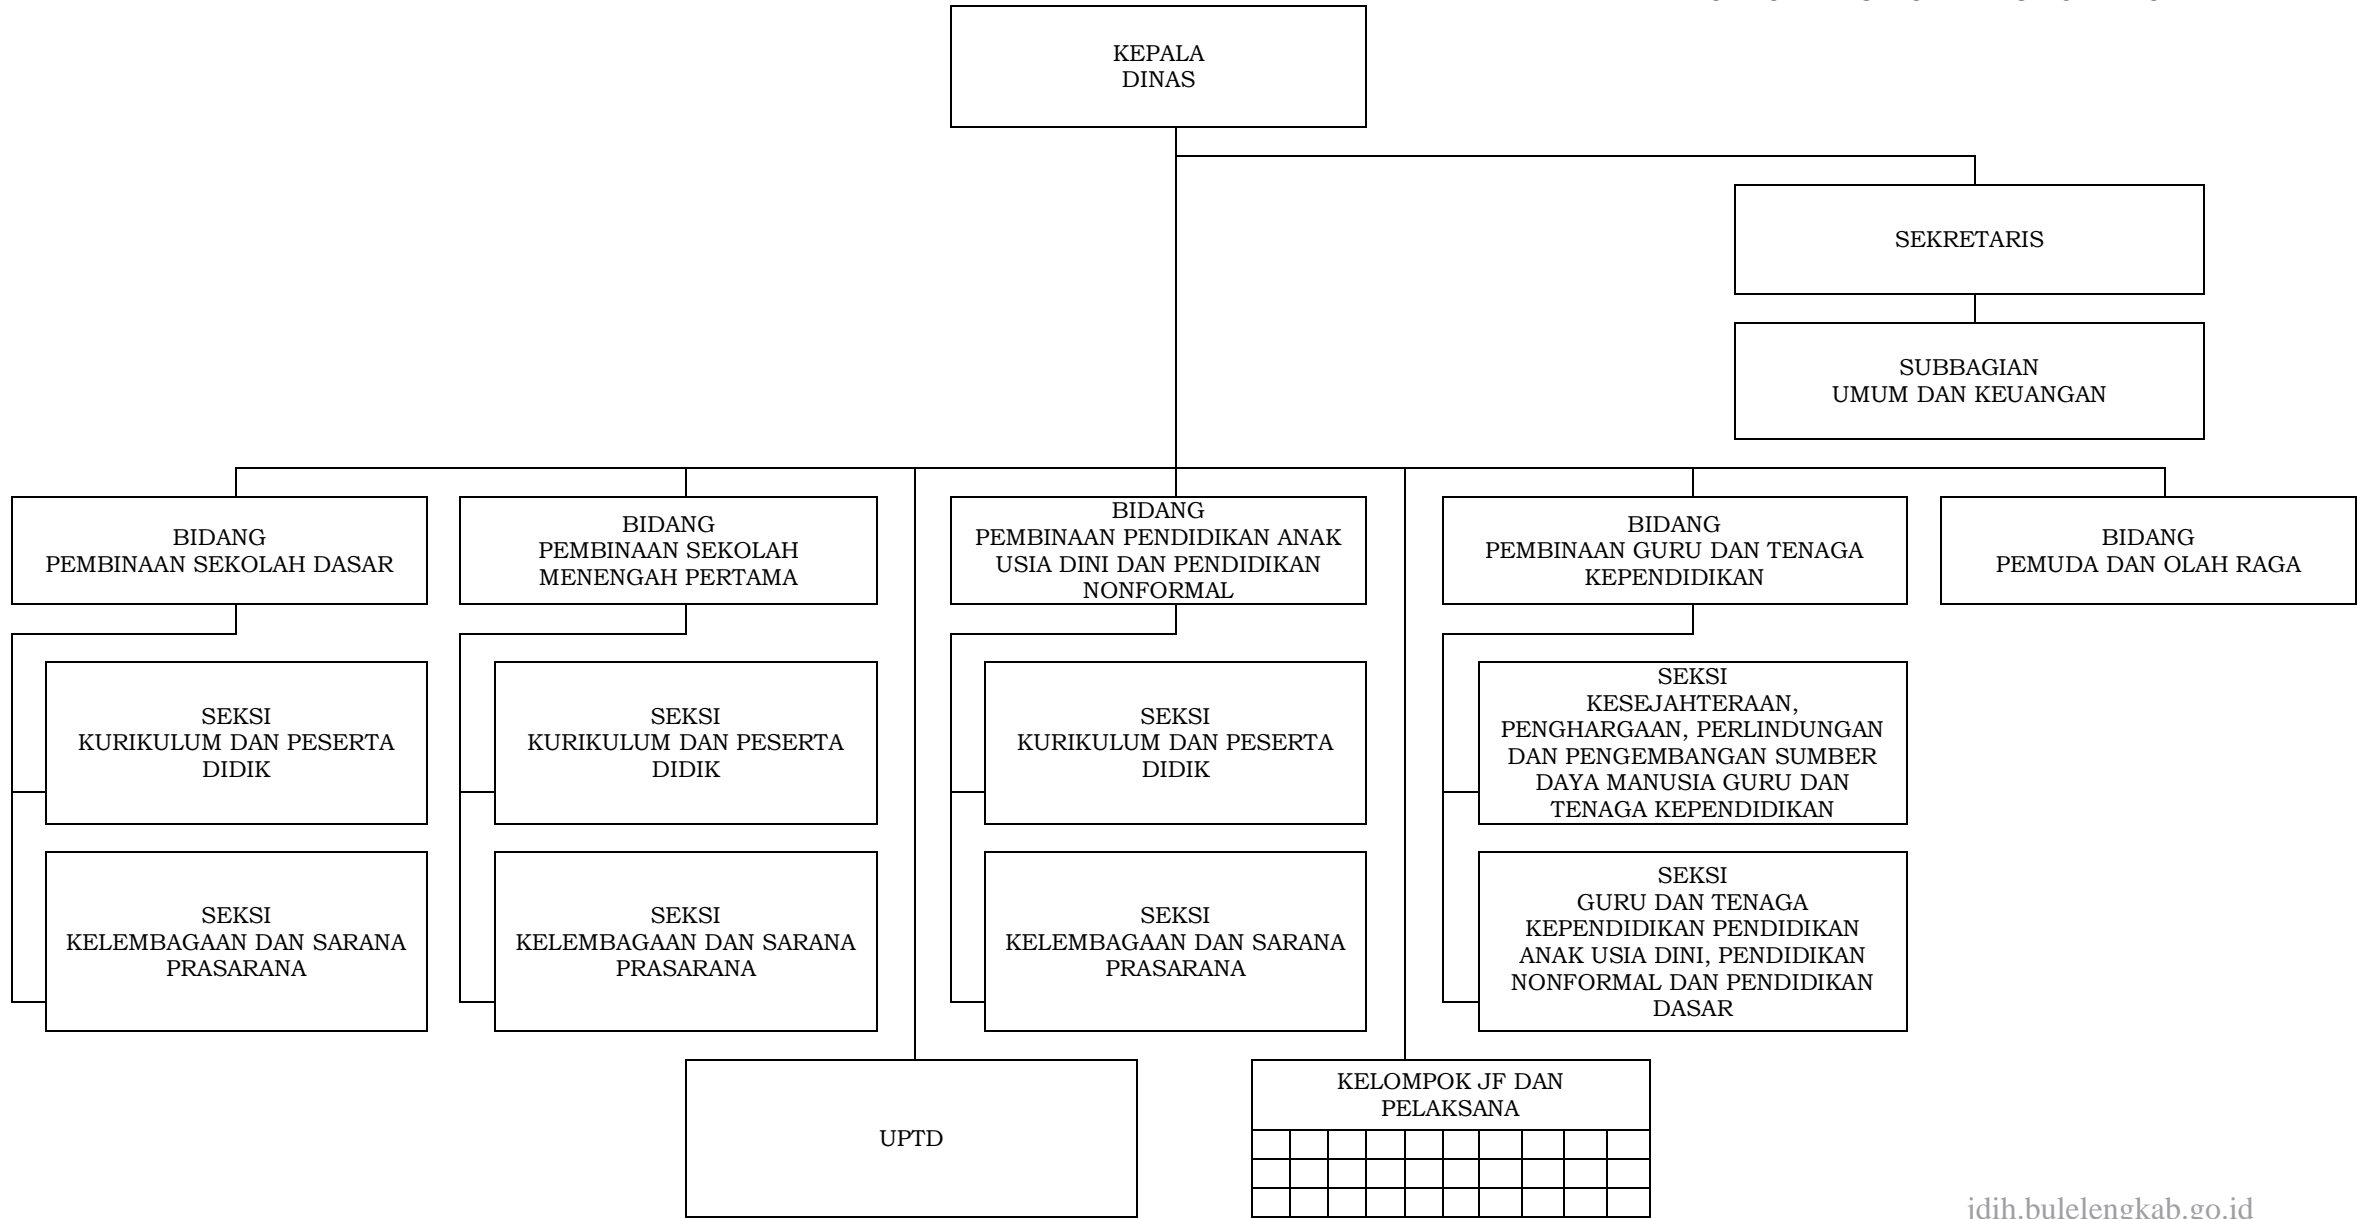 KEPALA
DINAS
SEKRETARIS
SUBBAGIAN
UMUM DAN KEUANGAN
BIDANG
PEMBINAAN SEKOLAH DASAR
BIDANG
PEMBINAAN SEKOLAH
MENENGAH PERTAMA
BIDANG
PEMBINAAN PENDIDIKAN ANAK
USIA DINI DAN PENDIDIKAN
NONFORMAL
BIDANG
PEMBINAAN GURU DAN TENAGA
KEPENDIDIKAN
BIDANG
PEMUDA DAN OLAH RAGA
SEKSI
KURIKULUM DAN PESERTA
DIDIK
SEKSI
KURIKULUM DAN PESERTA
DIDIK
SEKSI
KURIKULUM DAN PESERTA
DIDIK
SEKSI
KESEJAHTERAAN,
PENGHARGAAN, PERLINDUNGAN
DAN PENGEMBANGAN SUMBER
DAYA MANUSIA GURU DAN
TENAGA KEPENDIDIKAN
SEKSI
KELEMBAGAAN DAN SARANA
PRASARANA
SEKSI
KELEMBAGAAN DAN SARANA
PRASARANA
SEKSI
KELEMBAGAAN DAN SARANA
PRASARANA
SEKSI
GURU DAN TENAGA
KEPENDIDIKAN PENDIDIKAN
ANAK USIA DINI, PENDIDIKAN
NONFORMAL DAN PENDIDIKAN
DASAR
UPTD
KELOMPOK JF DAN
PELAKSANA
jdih.bulelengkab.go.id